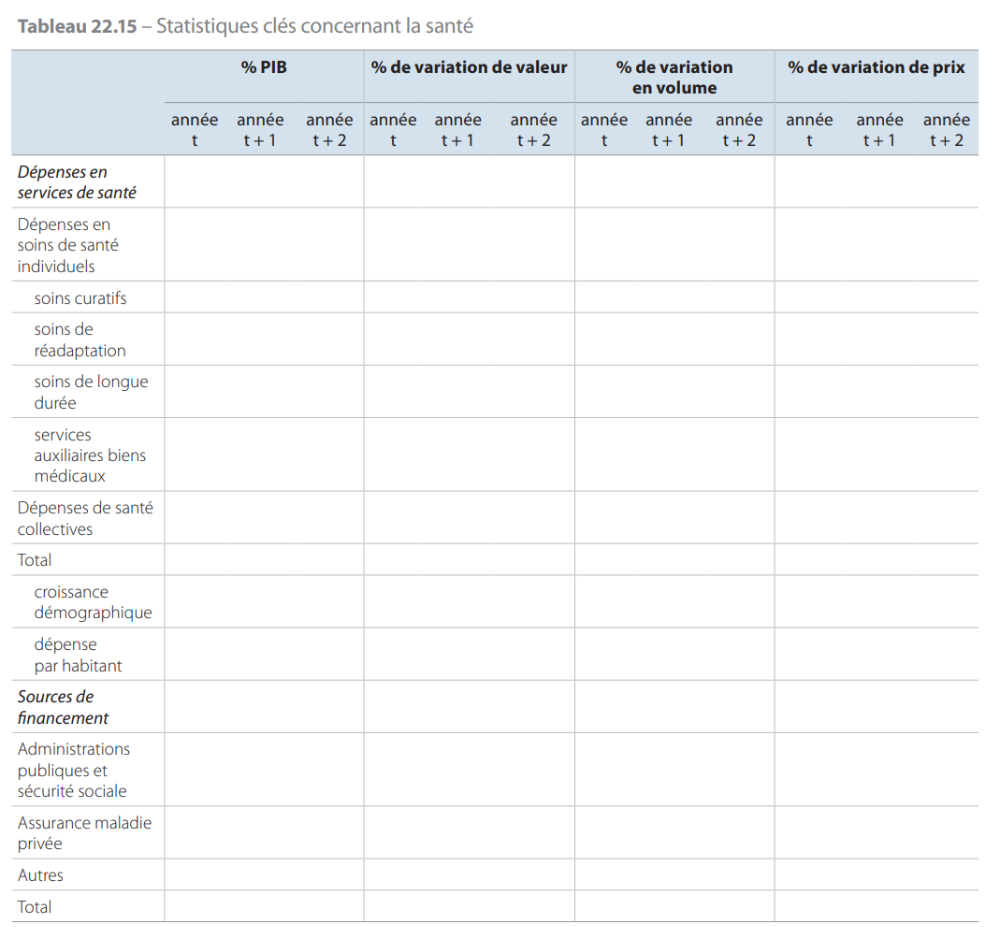 Tableau 22.15 – Statistiques clés concernant la santé
% PIB % de variation de valeur % de variation % de variation de prix
en volume
année année année année année année année année année année année année
t t + 1 t + 2 t t + 1 t + 2 t t + 1 t + 2 t t + 1 t + 2
Dépenses en
services de santé
Dépenses en
soins de santé
individuels
soins curatifs
soins de
réadaptation
soins de longue
durée
services
auxiliaires biens
médicaux
Dépenses de santé
collectives
Total
croissance
démographique
dépense
par habitant
Sources de
financement
Administrations
publiques et
sécurité sociale
Assurance maladie
privée
Autres
Total